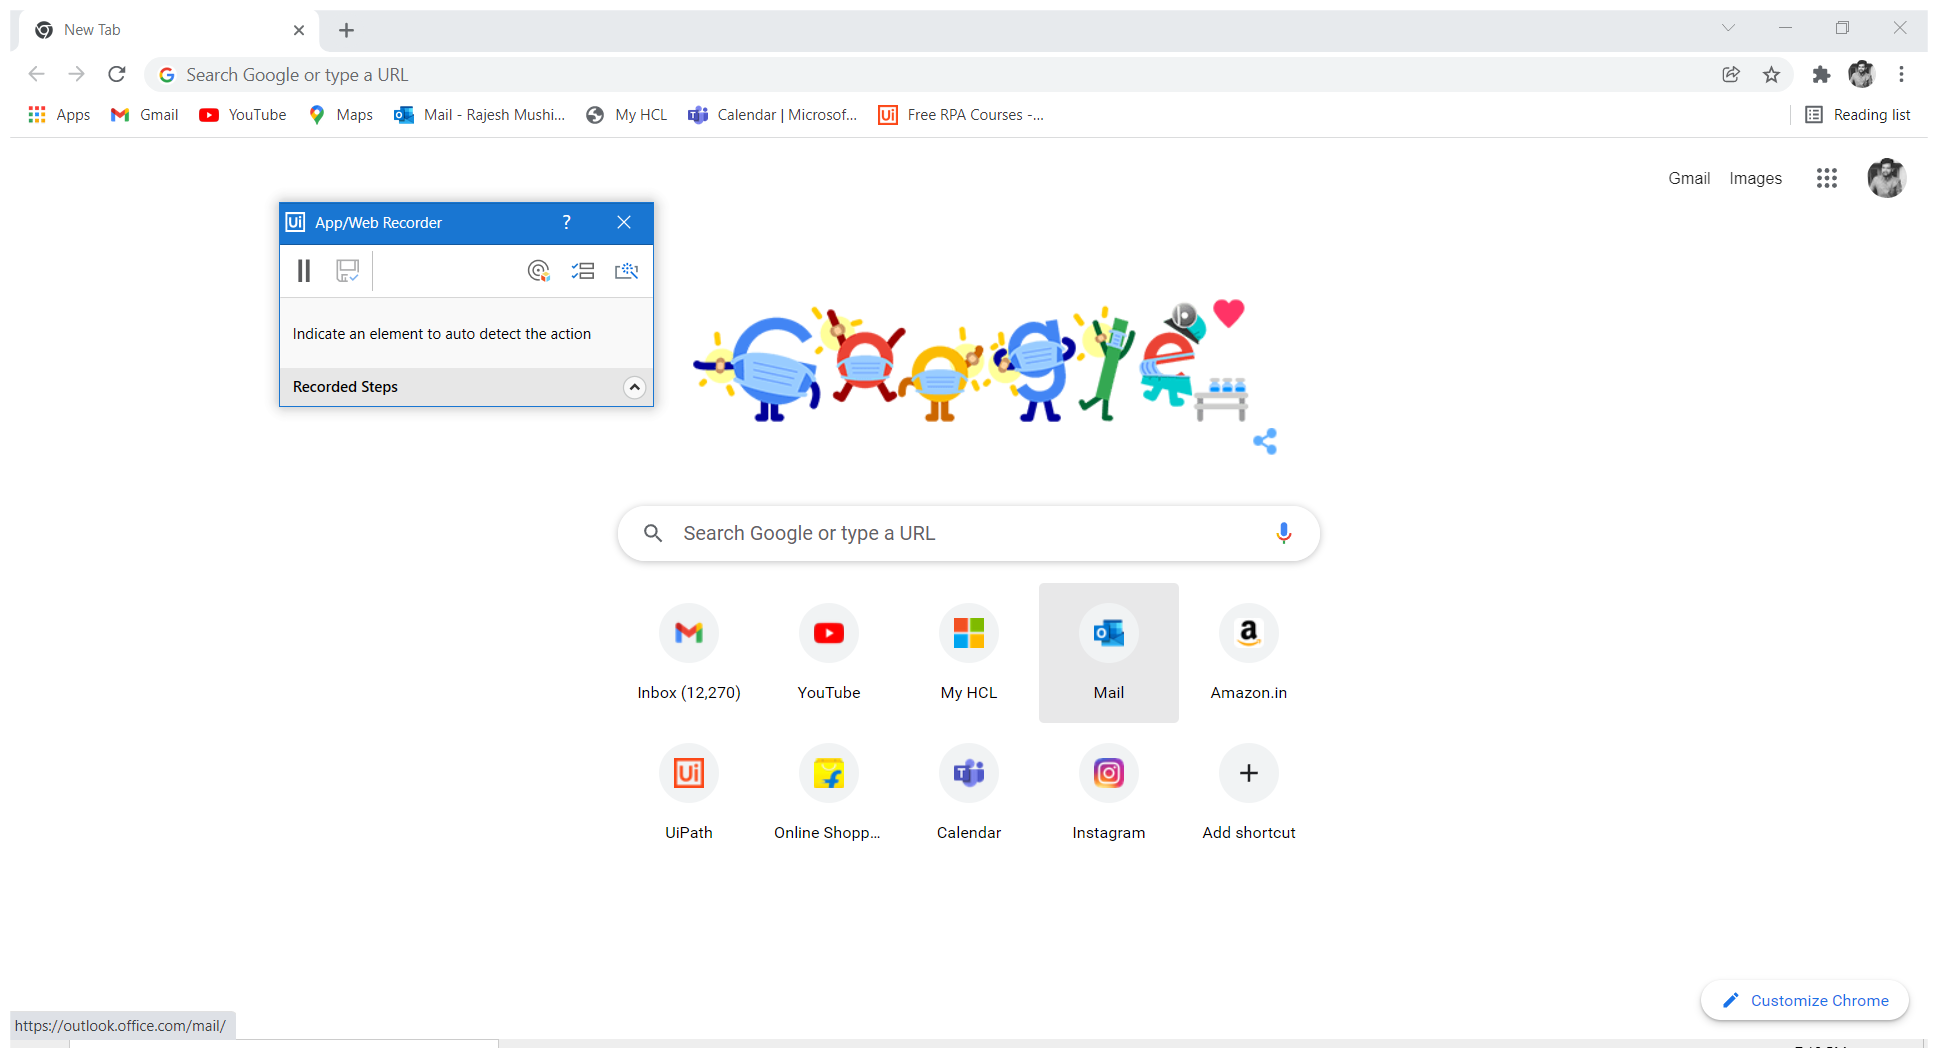 New Tab
Search Google or type a URL
Apps
Gmail
YouTube
Maps
Mail - Rajesh Mushi...
My HCL
Calendar | Microsof...
Free RPA Courses -...
Reading list
Gmail
Images
Ui App/Web Recorder ?
Indicate an element to auto detect the action
Recorded Steps
Google
Search Google or type a URL
Inbox (12,270)
YouTube
My HCL
Mail
Amazon.in
UiPath
Online Shopp...
Calendar
Instagram
Add shortcut
Customize Chrome
https://outlook.office.com/mail/